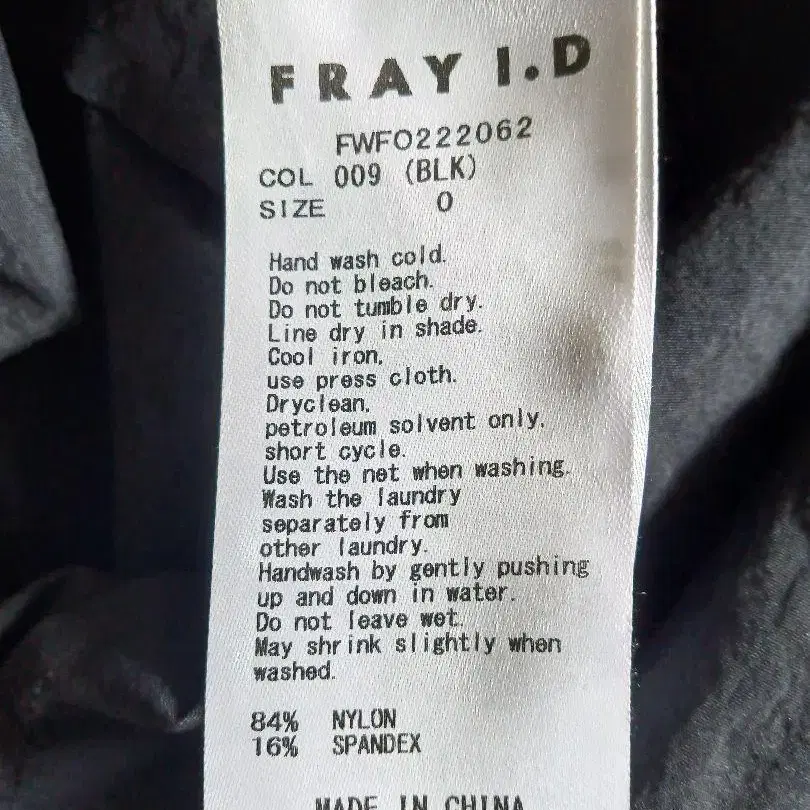 FRAY I.D
FWFO222062
COL 009 (BLK)
SIZE 0
Hand wash cold.
Do not bleach.
Do not tumble dry.
Line dry in shade.
Cool iron,
use press cloth.
Dryclean,
petroleum solvent only,
short cycle.
Use the net when washing.
Wash the laundry
separately from
other laundry.
Handwash by gently pushing
up and down in water.
Do not leave wet.
May shrink slightly when
washed.
84% NYLON
16% SPANDEX
MADE IN CHINA